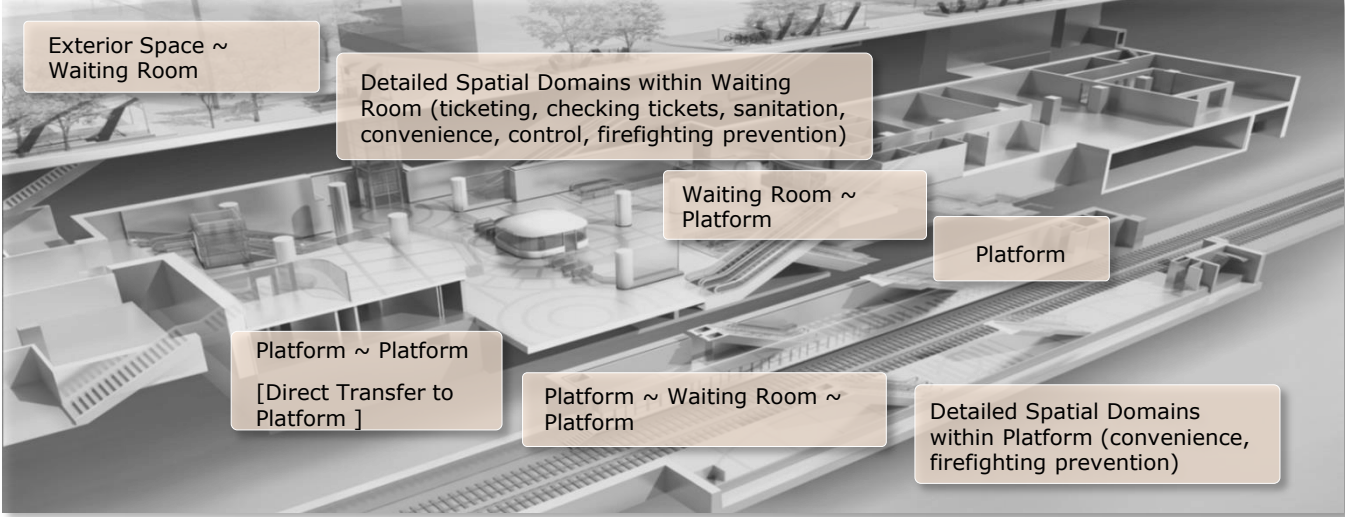 Exterior Space ~
Waiting Room
Detailed Spatial Domains within Waiting
Room (ticketing, checking tickets, sanitation,
convenience, control, firefighting prevention)
Waiting Room ~
Platform
Platform
Platform ~ Platform
[Direct Transfer to
Platform ]
Platform ~ Waiting Room ~
Platform
Detailed Spatial Domains
within Platform (convenience,
firefighting prevention)